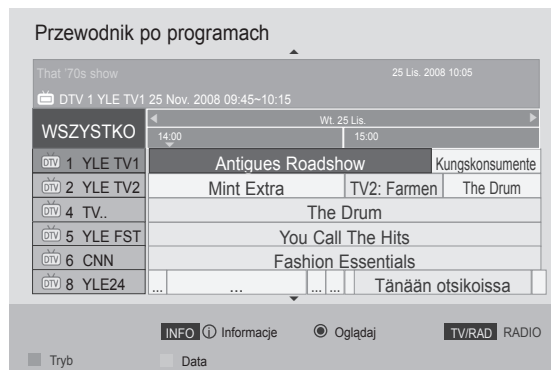 Przewodnik po programach
That '70s show 25 Lis. 2008 10:05
DTV 1 YLE TV1 25 Nov. 2008 09:45~10:15
WSZYSTKO Wt. 25 Lis.
14:00 15:00
DTV 1 YLE TV1 Antigues Roadshow Kungskonsumente
DTV 2 YLE TV2 Mint Extra TV2: Farmen The Drum
DTV 4 TV.. The Drum
DTV 5 YLE FST You Call The Hits
DTV 6 CNN Fashion Essentials
DTV 8 YLE24 ... ... ... ... Tänään otsikoissa
INFO i Informacje Oglądaj TV/RAD RADIO
Tryb Data